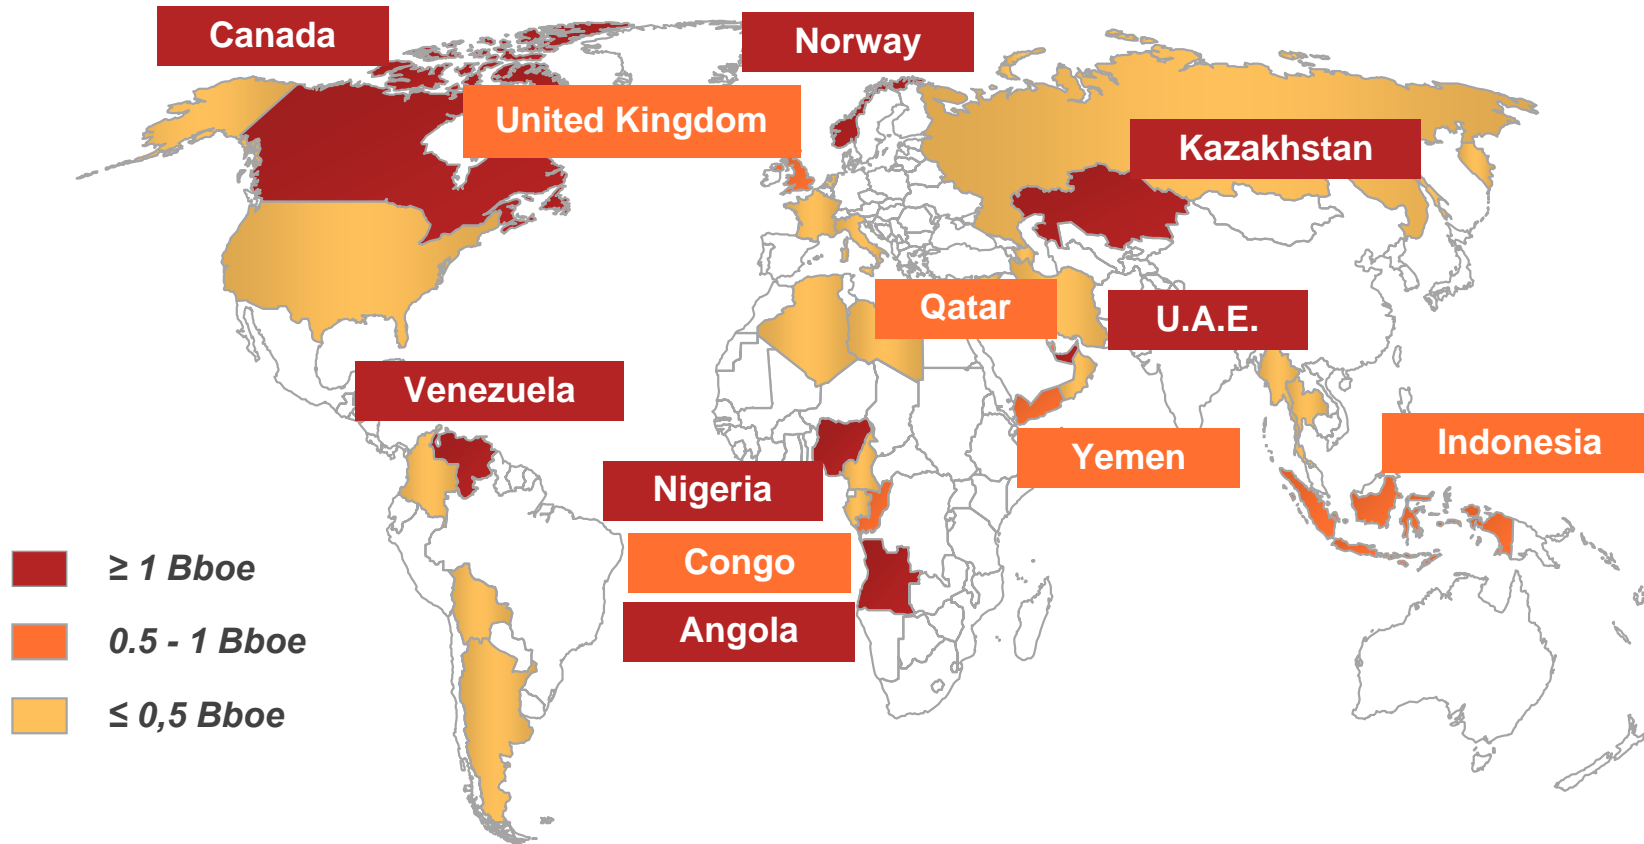 Canada
Norway
United Kingdom
Kazakhstan
Qatar
U.A.E.
Venezuela
Indonesia
Yemen
Nigeria
Congo
Angola
≥ 1 Bboe
0.5 - 1 Bboe
≤ 0,5 Bboe